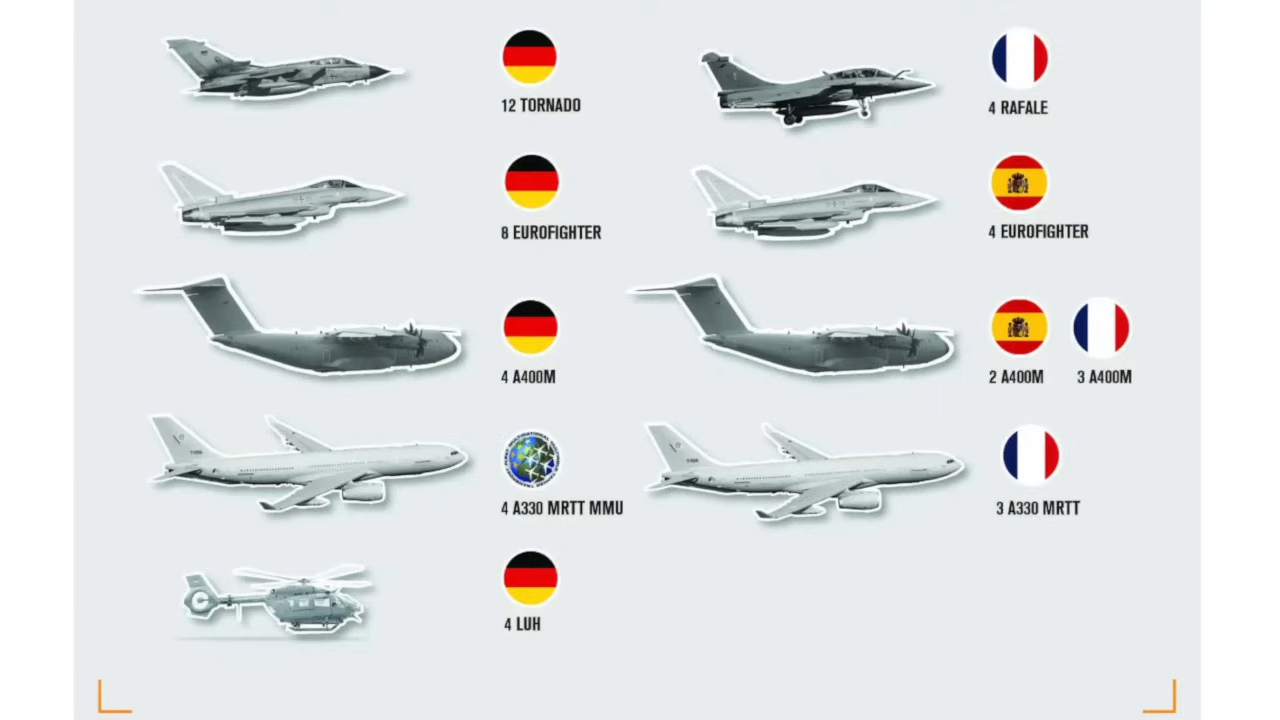 12 TORNADO
4 RAFALE
8 EUROFIGHTER
4 EUROFIGHTER
4 A400M
2 A400M
3 A400M
4 A330 MRTT MMU
3 A330 MRTT
4 LUH